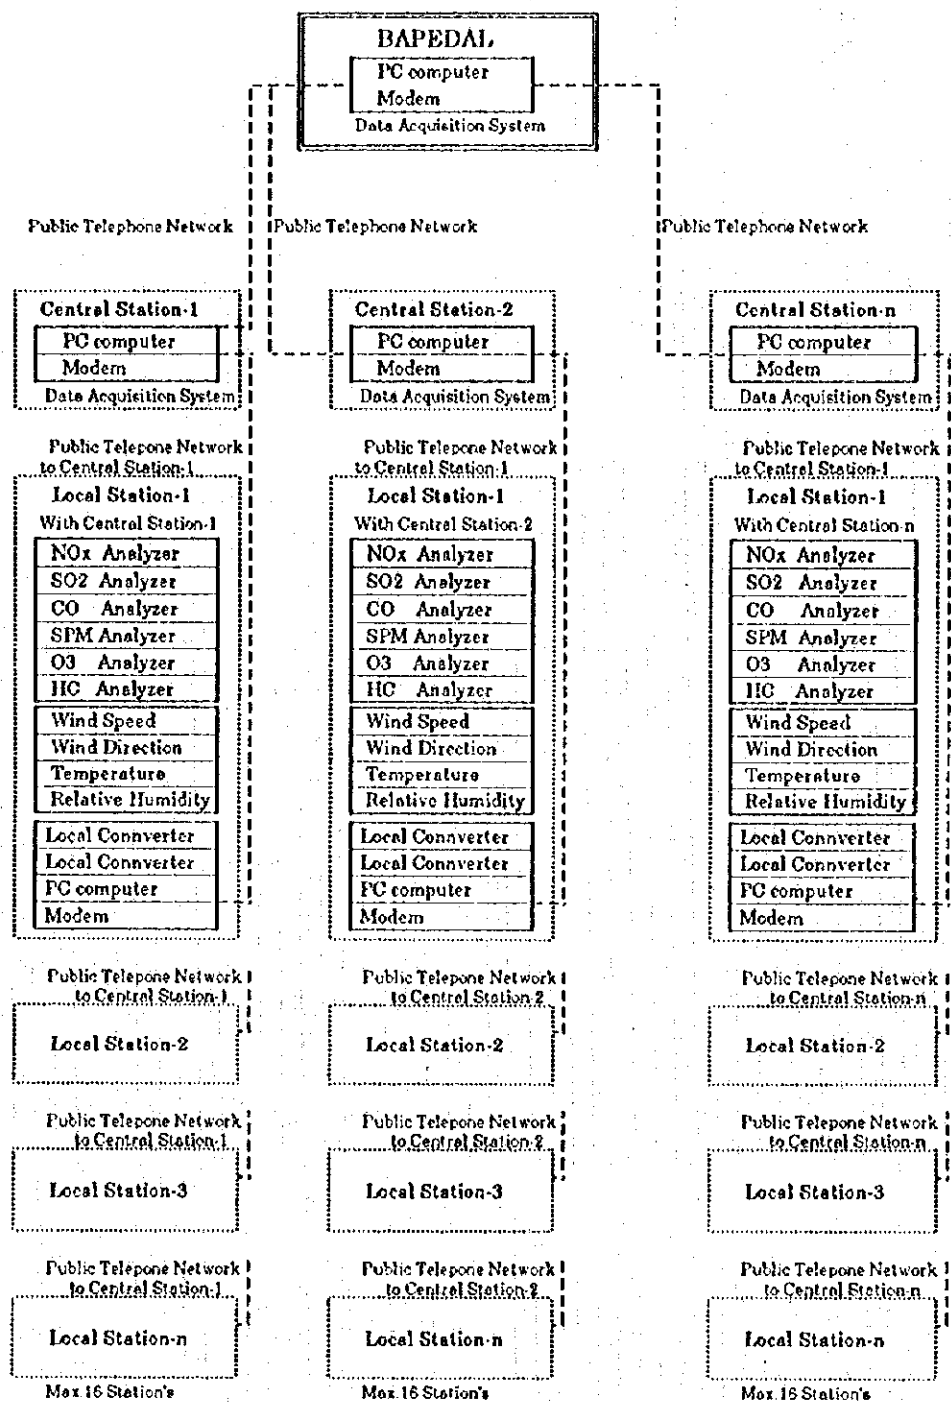 BAPEDAL
PC computer
Modem
Data Acquisition System
Public Telephone Network
Public Telephone Network
Public Telephone Network
Central Station-1
PC computer
Modem
Data Acquisition System
Public Telepone Network
to Central Station-1
Local Station-1
With Central Station-1
NOx Analyzer
SO2 Analyzer
CO Analyzer
SPM Analyzer
O3 Analyzer
HC Analyzer
Wind Speed
Wind Direction
Temperature
Relative Humidity
Local Connverter
Local Connverter
PC computer
Modem
Public Telepone Network
to Central Station-1
Local Station-2
Public Telepone Network
to Central Station-1
Local Station-3
Public Telepone Network
to Central Station-1
Local Station-n
Max.16 Station's
Central Station-2
PC computer
Modem
Data Acquisition System
Public Telepone Network
to Central Station-1
Local Station-1
With Central Station-2
NOx Analyzer
SO2 Analyzer
CO Analyzer
SPM Analyzer
O3 Analyzer
HC Analyzer
Wind Speed
Wind Direction
Temperature
Relative Humidity
Local Connverter
Local Connverter
PC computer
Modem
Public Telepone Network
to Central Station-2
Local Station-2
Public Telepone Network
to Central Station-2
Local Station-3
Public Telepone Network
to Central Station-2
Local Station-n
Max.16 Station's
Central Station-n
PC computer
Modem
Data Acquisition System
Public Telepone Network
to Central Station-1
Local Station-1
With Central Station-n
NOx Analyzer
SO2 Analyzer
CO Analyzer
SPM Analyzer
O3 Analyzer
HC Analyzer
Wind Speed
Wind Direction
Temperature
Relative Humidity
Local Connverter
Local Connverter
PC computer
Modem
Public Telepone Network
to Central Station-n
Local Station-2
Public Telepone Network
to Central Station-n
Local Station-3
Public Telepone Network
to Central Station-n
Local Station-n
Max.16 Station's